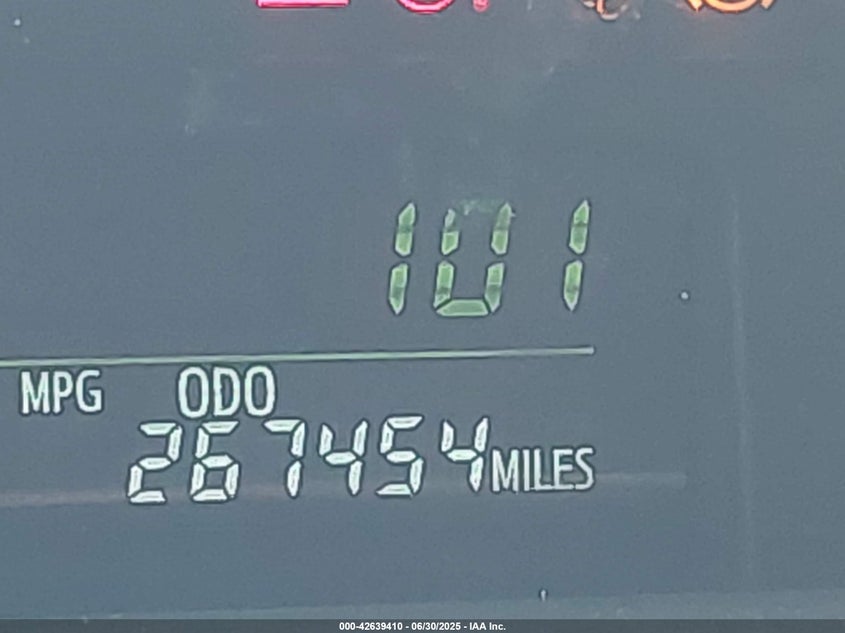 101
MPG ODO
267454 MILES
000-42639410 - 06/30/2025 - IAA Inc.